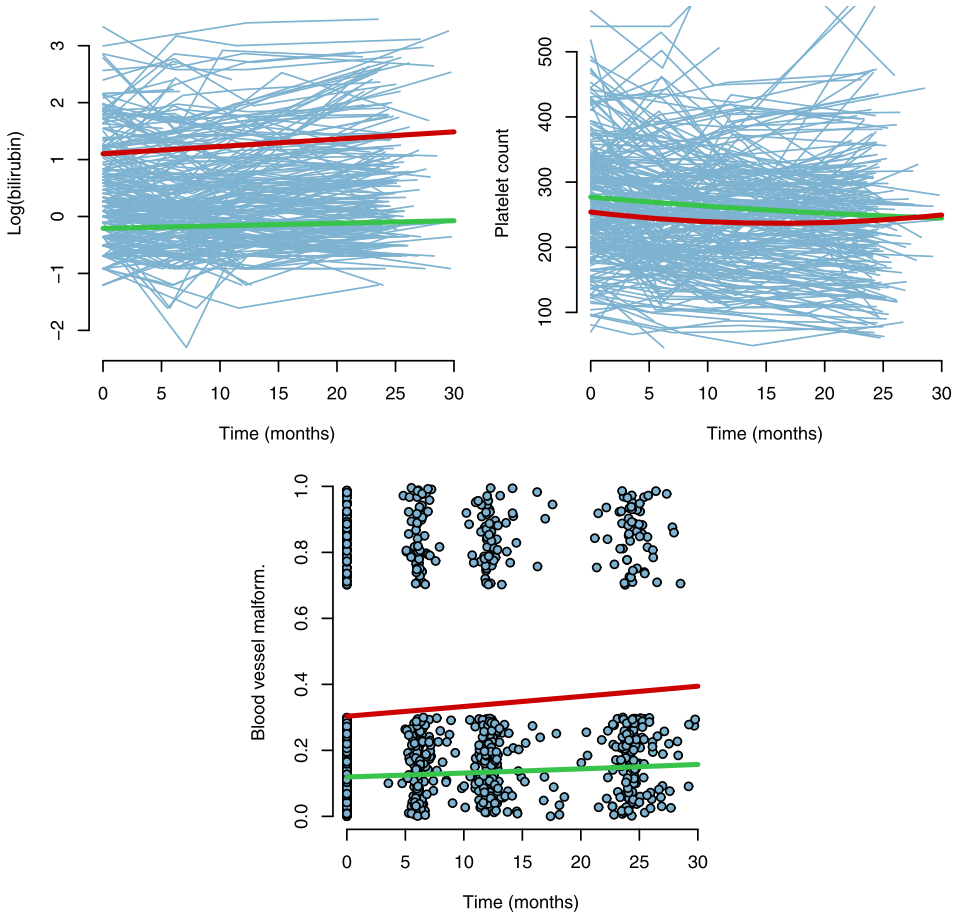 Log(bilirubin)
3
2
1
0
−1
−2
0 5 10 15 20 25 30
Time (months)
Platelet count
500
400
300
200
100
0 5 10 15 20 25 30
Time (months)
Blood vessel malform.
1.0
0.8
0.6
0.4
0.2
0.0
0 5 10 15 20 25 30
Time (months)